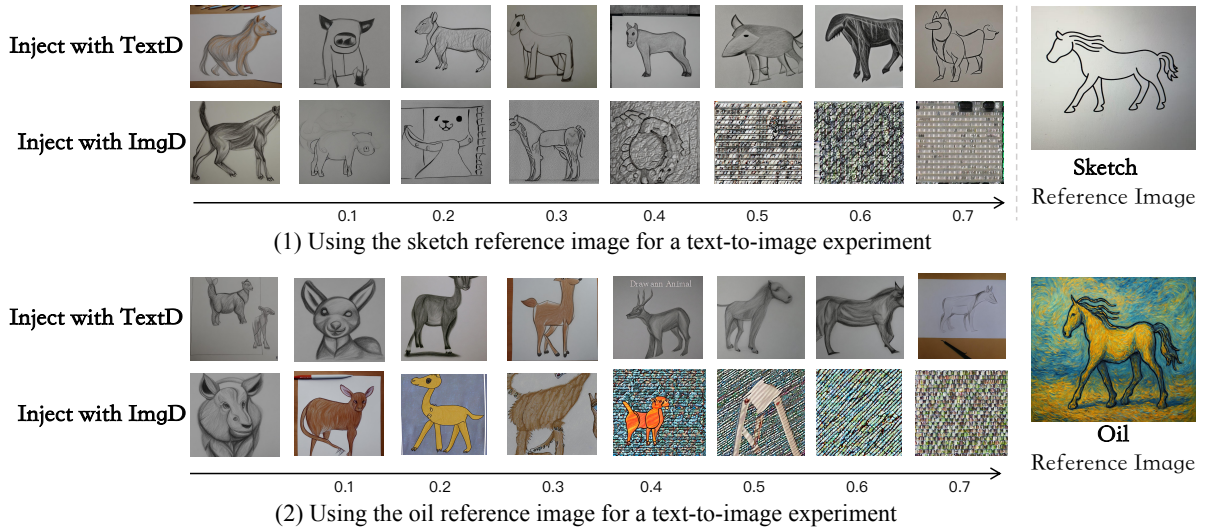 Inject with TextD
Inject with ImgD
0.1 0.2 0.3 0.4 0.5 0.6 0.7
Sketch
Reference Image
(1) Using the sketch reference image for a text-to-image experiment
Inject with TextD
Draw ann Animal
Inject with ImgD
0.1 0.2 0.3 0.4 0.5 0.6 0.7
Oil
Reference Image
(2) Using the oil reference image for a text-to-image experiment